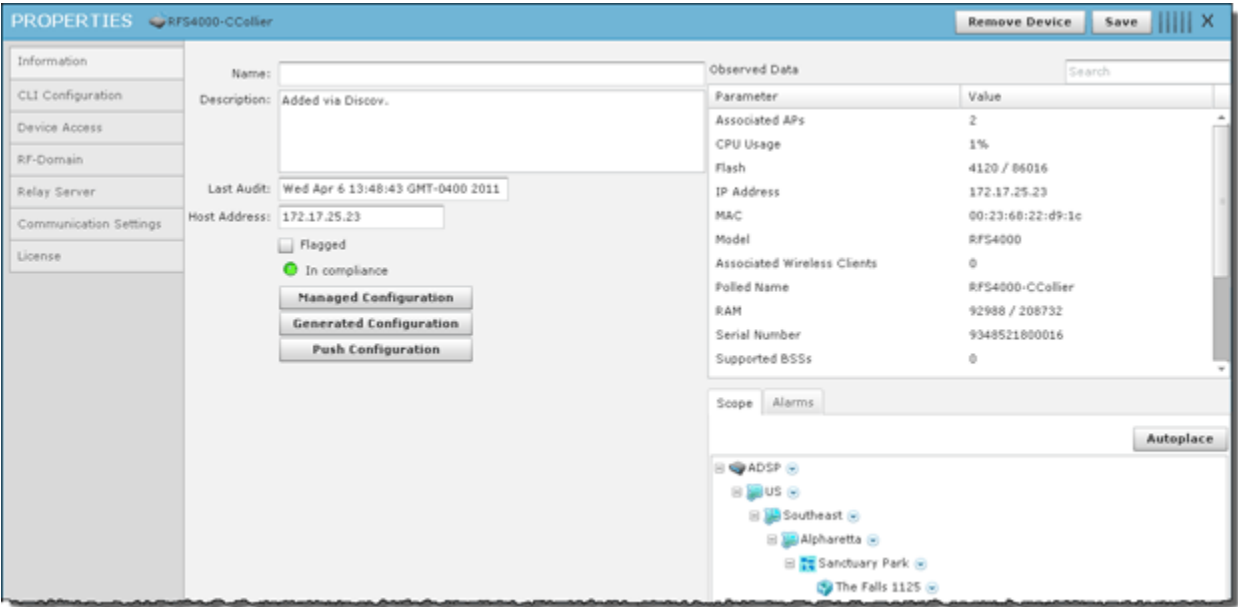 PROPERTIES RFS4000-CCollier Remove Device Save X
Information
CLI Configuration
Device Access
RF-Domain
Relay Server
Communication Settings
License
Name:
Description: Added via Discov.
Last Audit: Wed Apr 6 13:48:43 GMT-0400 2011
Host Address: 172.17.25.23
Flagged
In compliance
Managed Configuration
Generated Configuration
Push Configuration
Observed Data Search
Parameter Value
Associated APs 2
CPU Usage 1%
Flash 4120 / 86016
IP Address 172.17.25.23
MAC 00:23:68:22:d9:1c
Model RFS4000
Associated Wireless Clients 0
Polled Name RFS4000-CCollier
RAM 92988 / 208732
Serial Number 9348521800016
Supported BSSs 0
Scope Alarms
Autoplace
ADSP
US
Southeast
Alpharetta
Sanctuary Park
The Falls 1125